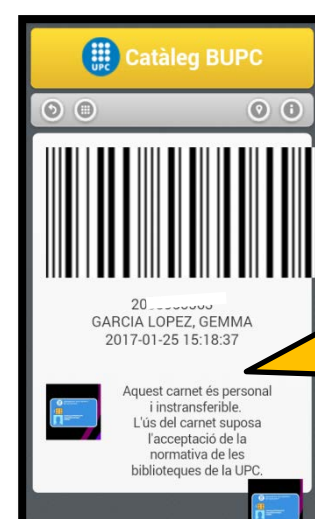 UPC
Catàleg BUPC
GARCIA LOPEZ, GEMMA
2017-01-25 15:18:37
Aquest carnet és personal
i instransferible.
L'ús del carnet suposa
l'acceptació de la
normativa de les
biblioteques de la UPC.